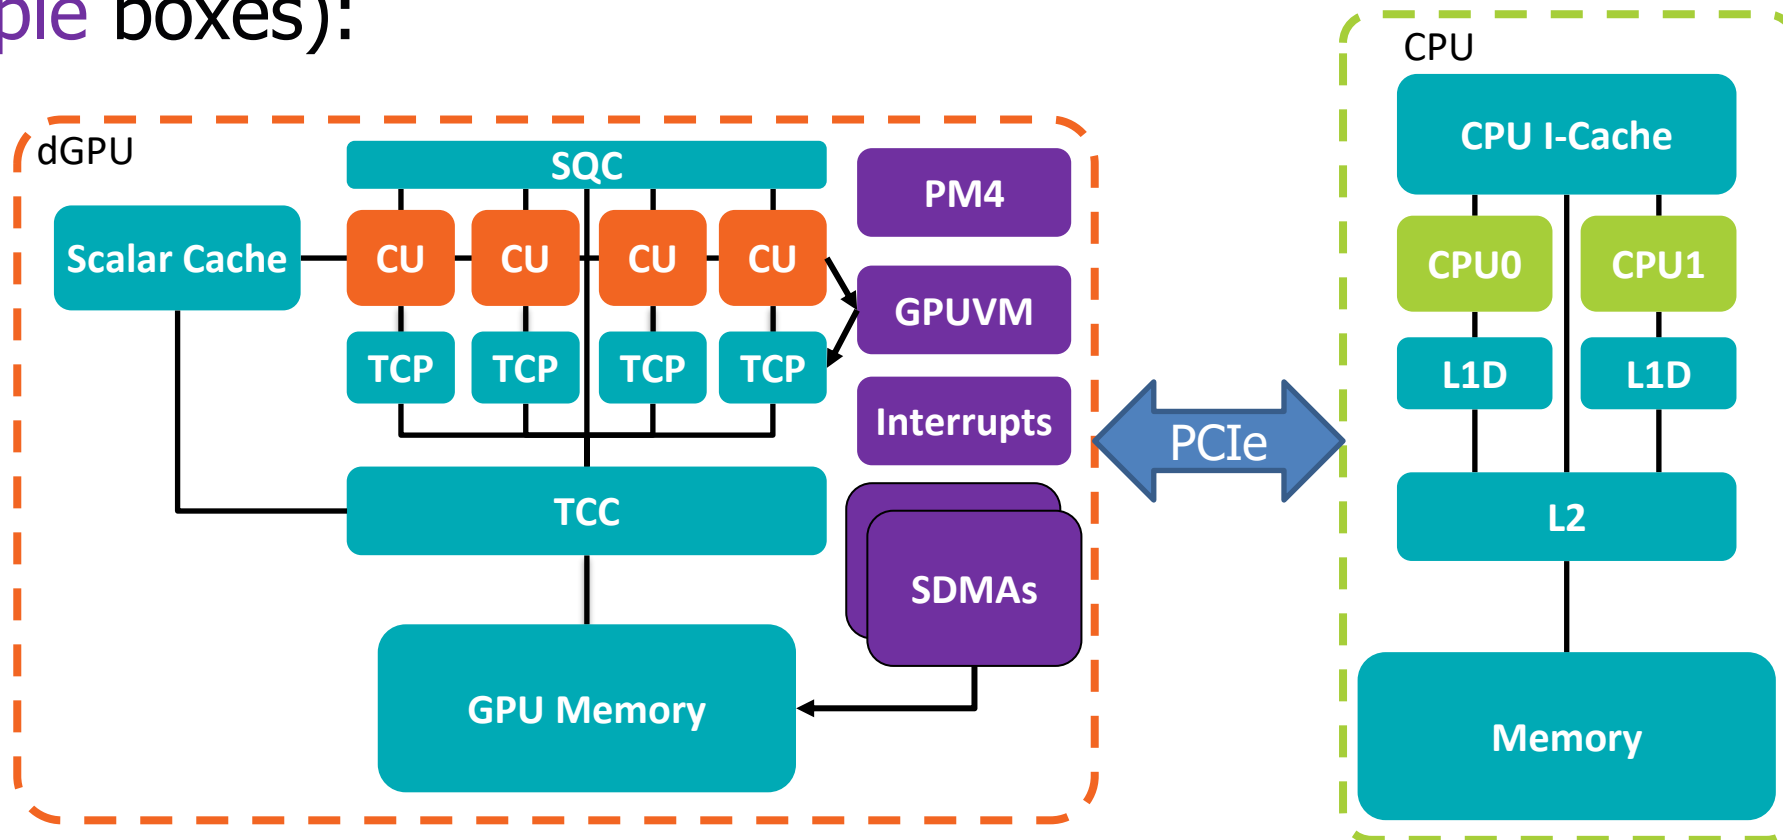 ple boxes):
dGPU
SQC
Scalar Cache
CU CU CU CU
TCP TCP TCP TCP
TCC
GPU Memory
PM4
GPUVM
Interrupts
SDMAs
PCIe
CPU
CPU I-Cache
CPU0 CPU1
L1D L1D
L2
Memory